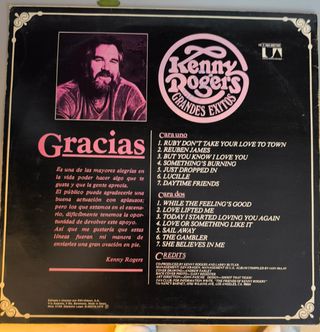 Kenny
Rogers
GRANDES EXITOS
Gracias
Es una de las mayores alegrías en
la vida poder hacer algo que te
gusta y que la gente aprecia.
El público puede agradecerle una
buena actuación con aplausos;
pero los que estamos en el escena-
rio, difícilmente tenemos la opor-
tunidad de devolver este apoyo.
Así que me gustaría que estas
líneas fueran mi manera de
enviarles una gran ovación en pie.
Kenny Rogers
Cara uno
1. RUBY DON'T TAKE YOUR LOVE TO TOWN
2. REUBEN JAMES
3. BUT YOU KNOW I LOVE YOU
4. SOMETHING'S BURNING
5. JUST DROPPED IN
6. LUCILLE
7. DAYTIME FRIENDS
Cara dos
1. WHILE THE FEELING'S GOOD
2. LOVE LIFTED ME
3. TODAY I STARTED LOVING YOU AGAIN
4. LOVE OR SOMETHING LIKE IT
5. SAIL AWAY
6. THE GAMBLER
7. SHE BELIEVES IN ME
CREDITS